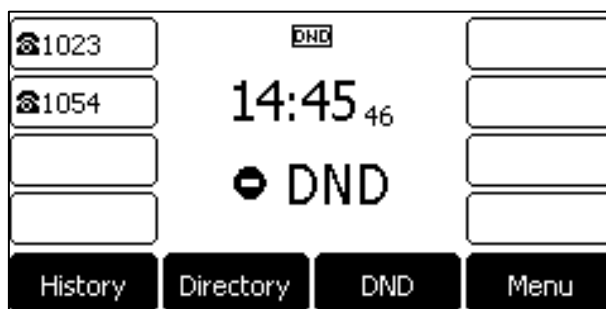 ☎1023
DND
☎1054
14:45 46
DND
History
Directory
DND
Menu